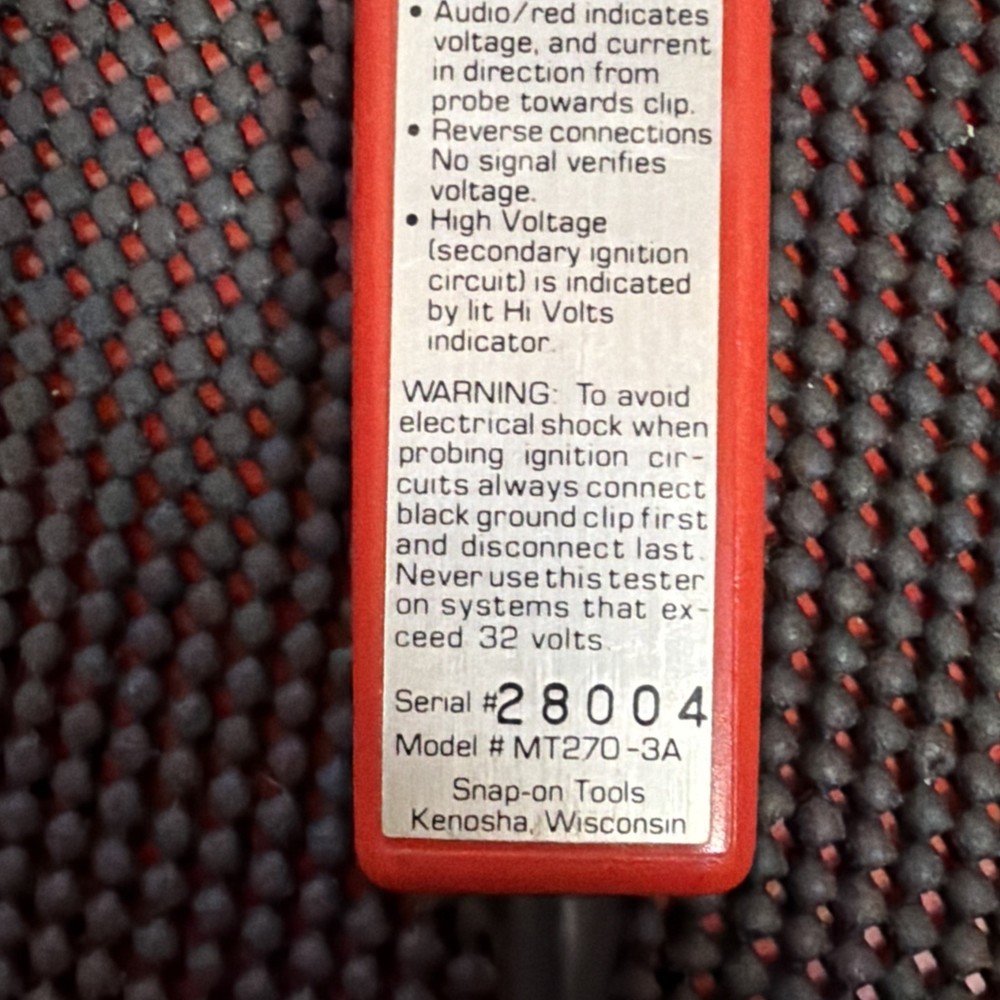 • Audio/red indicates
voltage, and current
in direction from
probe towards clip.
• Reverse connections
No signal verifies
voltage.
• High Voltage
(secondary ignition
circuit) is indicated
by lit Hi Volts
indicator.
WARNING: To avoid
electrical shock when
probing ignition cir-
cuits always connect
black ground clip first
and disconnect last.
Never use this tester
on systems that ex-
ceed 32 volts.
Serial #28004
Model # MT270-3A
Snap-on Tools
Kenosha, Wisconsin